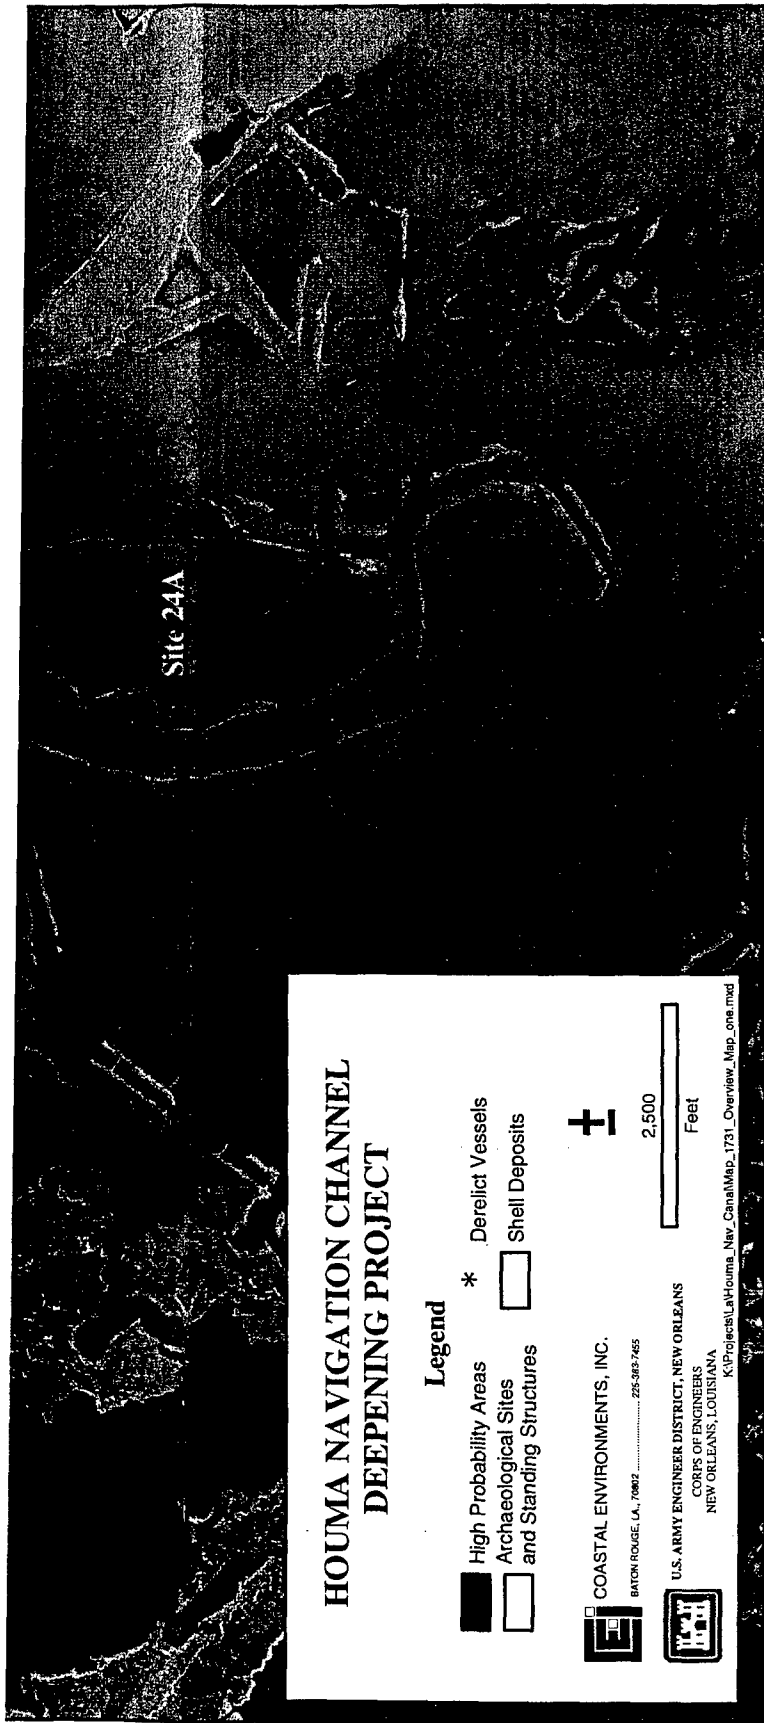 Site 24A
HOUMA NAVIGATION CHANNEL
DEEPENING PROJECT
Legend
High Probability Areas
Archaeological Sites
and Standing Structures
* Derelict Vessels
Shell Deposits
CEI
COASTAL ENVIRONMENTS, INC.
BATON ROUGE, LA., 70802 .................... 225-383-7455
2,500
Feet
U.S. ARMY ENGINEER DISTRICT, NEW ORLEANS
CORPS OF ENGINEERS
NEW ORLEANS, LOUISIANA
K:\Projects\La\Houma_Nav_Canal\Map_1731_Overview_Map_one.mxd